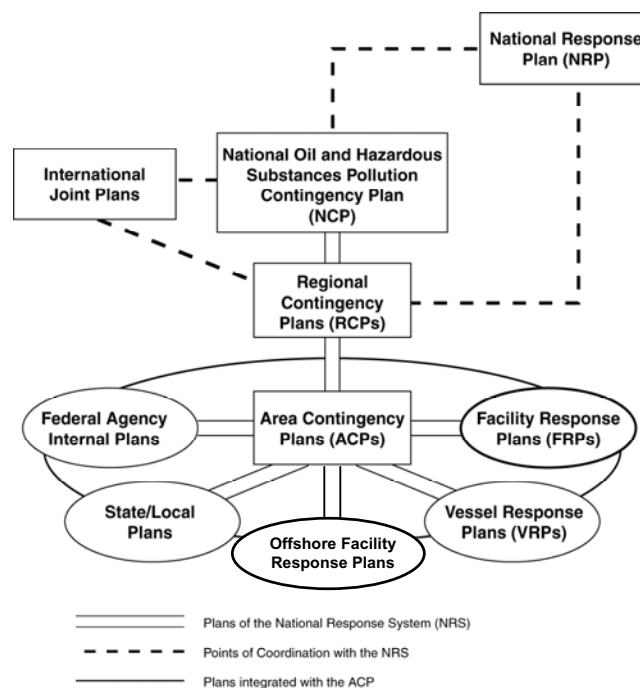 National Response
Plan (NRP)
National Oil and Hazardous
Substances Pollution
Contingency Plan
(NCP)
International
Joint Plans
Regional
Contingency
Plans (RCPs)
Federal Agency
Internal Plans
Area Contingency
Plans (ACPs)
Facility Response
Plans (FRPs)
State/Local
Plans
Offshore Facility
Response Plans
Vessel Response
Plans (VRPs)
Plans of the National Response System (NRS)
Points of Coordination with the NRS
Plans integrated with the ACP